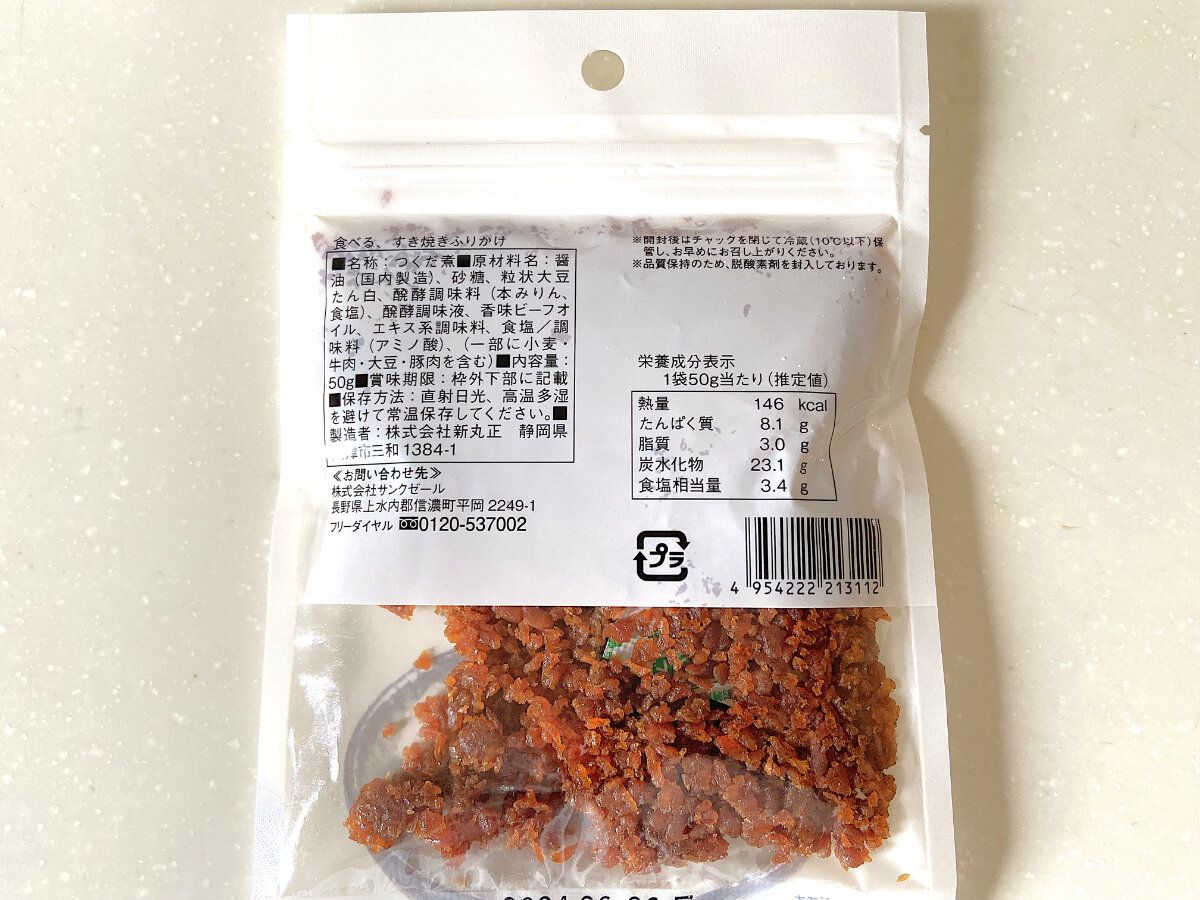 食べる、すき焼きふりかけ
■名称：つくだ煮■原材料名：醤
油（国内製造）、砂糖、粒状大豆
たん白、醗酵調味料（本みりん、
食塩）、醗酵調味液、香味ビーフオ
イル、エキス系調味料、食塩／調
味料（アミノ酸）、（一部に小麦・
牛肉・大豆・豚肉を含む）■内容量：
50g■賞味期限：枠外下部に記載
■保存方法：直射日光、高温多湿
を避けて常温保存してください。■
製造者：株式会社新丸正　静岡県
津市三和1384-1
≪お問い合わせ先≫
株式会社サンクゼール
長野県上水内郡信濃町平岡 2249-1
フリーダイヤル 0120-537002
※開封後はチャックを閉じて冷蔵（10℃以下）保
管し、お早めにお召し上がりください。
※品質保持のため、脱酸素剤を封入しております。
栄養成分表示
1袋50g当たり（推定値）
熱量 146 kcal
たんぱく質 8.1 g
脂質 3.0 g
炭水化物 23.1 g
食塩相当量 3.4 g
プラ
4 954222 213112